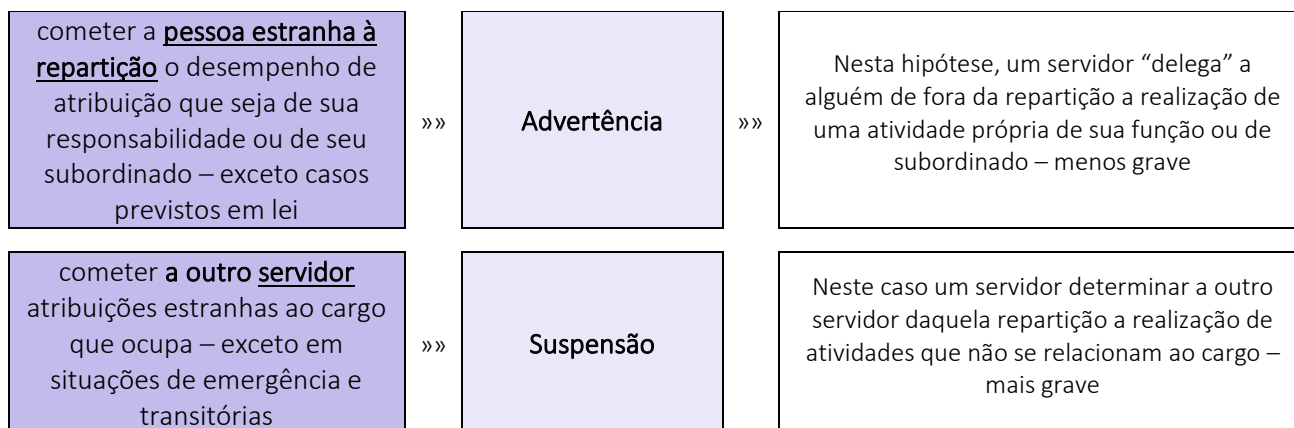 cometer a pessoa estranha à
repartição o desempenho de
atribuição que seja de sua
responsabilidade ou de seu
subordinado – exceto casos
previstos em lei
»»
Advertência
»»
Nesta hipótese, um servidor “delega” a
alguém de fora da repartição a realização de
uma atividade própria de sua função ou de
subordinado – menos grave
cometer a outro servidor
atribuições estranhas ao cargo
que ocupa – exceto em
situações de emergência e
transitórias
»»
Suspensão
Neste caso um servidor determinar a outro
servidor daquela repartição a realização de
atividades que não se relacionam ao cargo –
mais grave